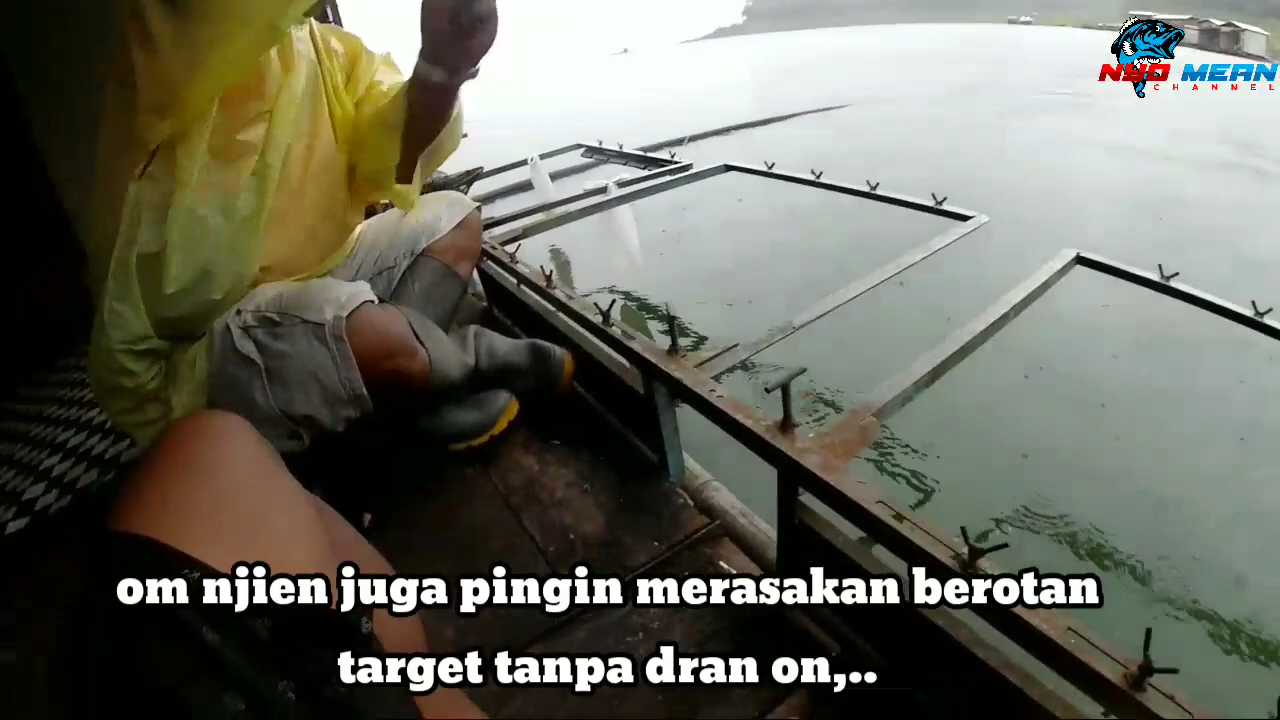 NYO MEAN
CHANNEL
om njien juga pingin merasakan berotan
target tanpa dran on,..